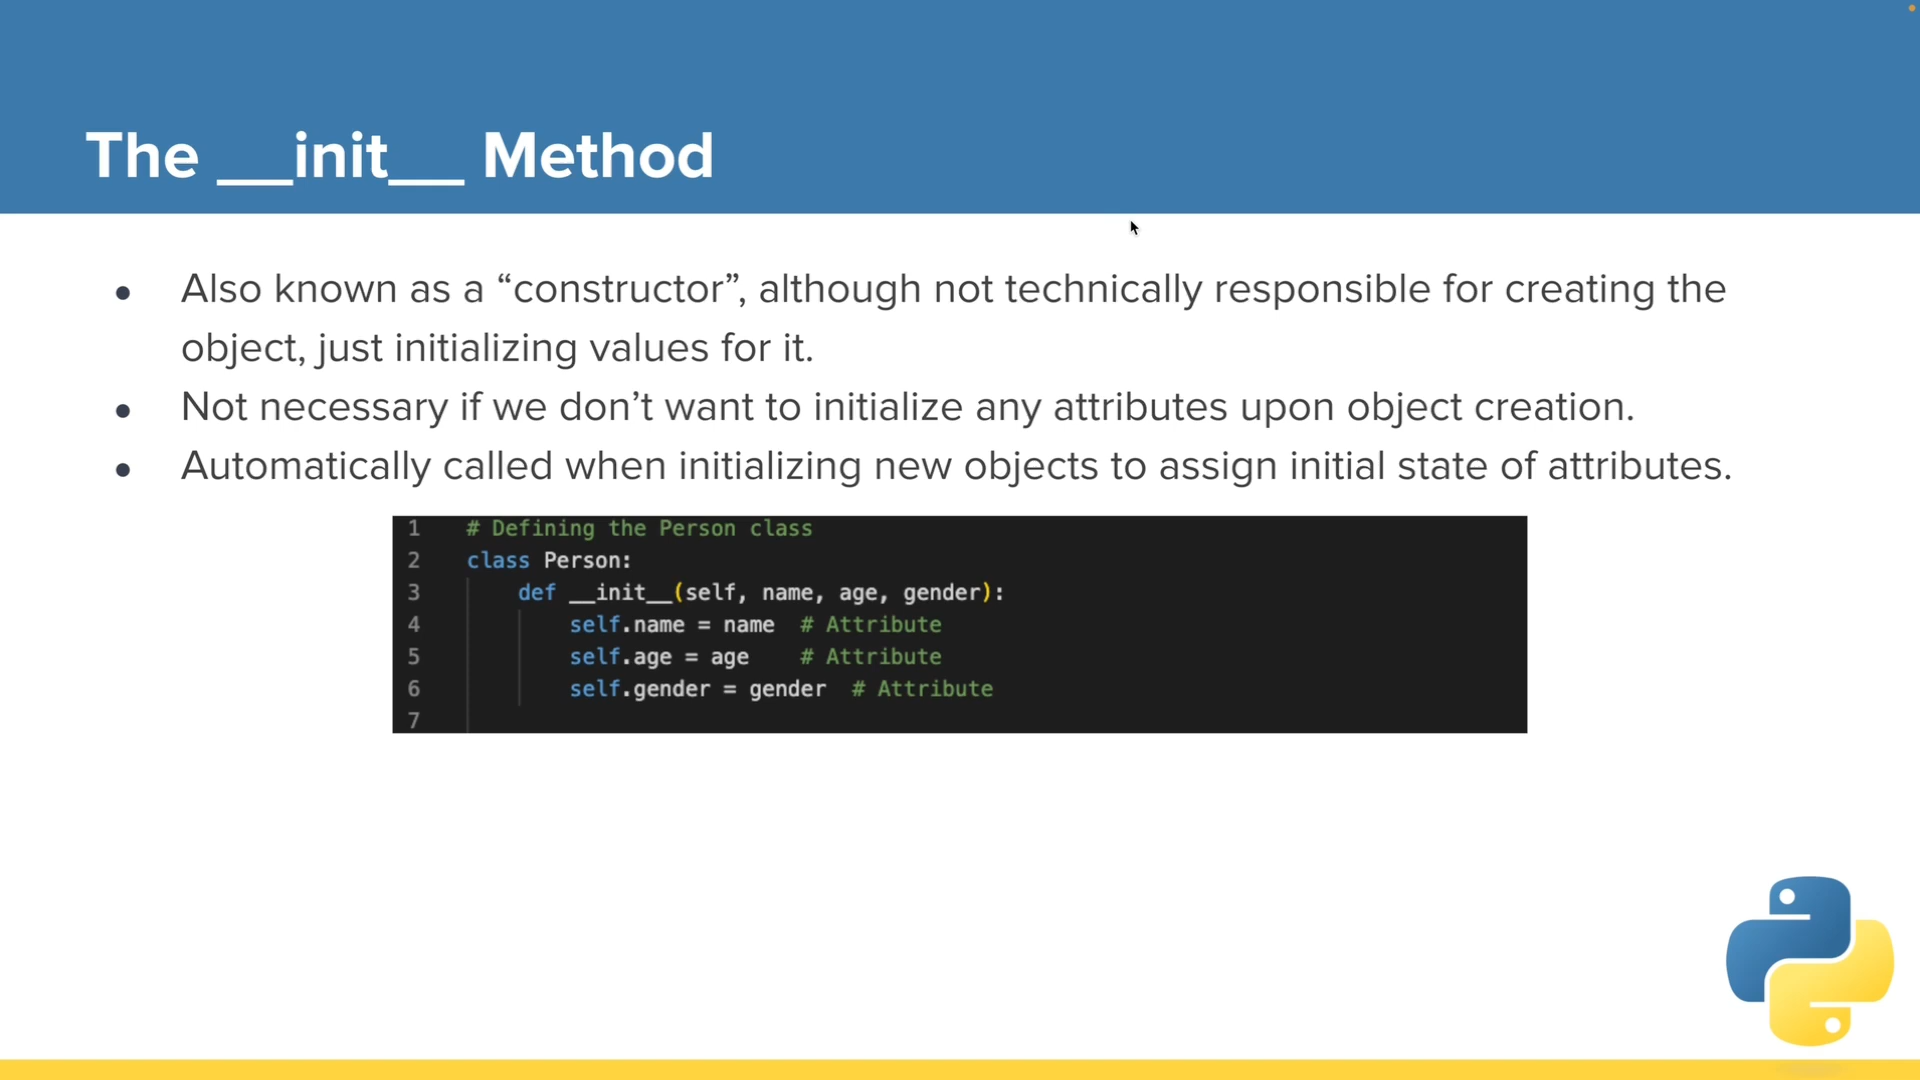 The __init__ Method
● Also known as a “constructor”, although not technically responsible for creating the
object, just initializing values for it.
● Not necessary if we don’t want to initialize any attributes upon object creation.
● Automatically called when initializing new objects to assign initial state of attributes.
1 # Defining the Person class
2 class Person:
3     def __init__(self, name, age, gender):
4         self.name = name  # Attribute
5         self.age = age    # Attribute
6         self.gender = gender  # Attribute
7